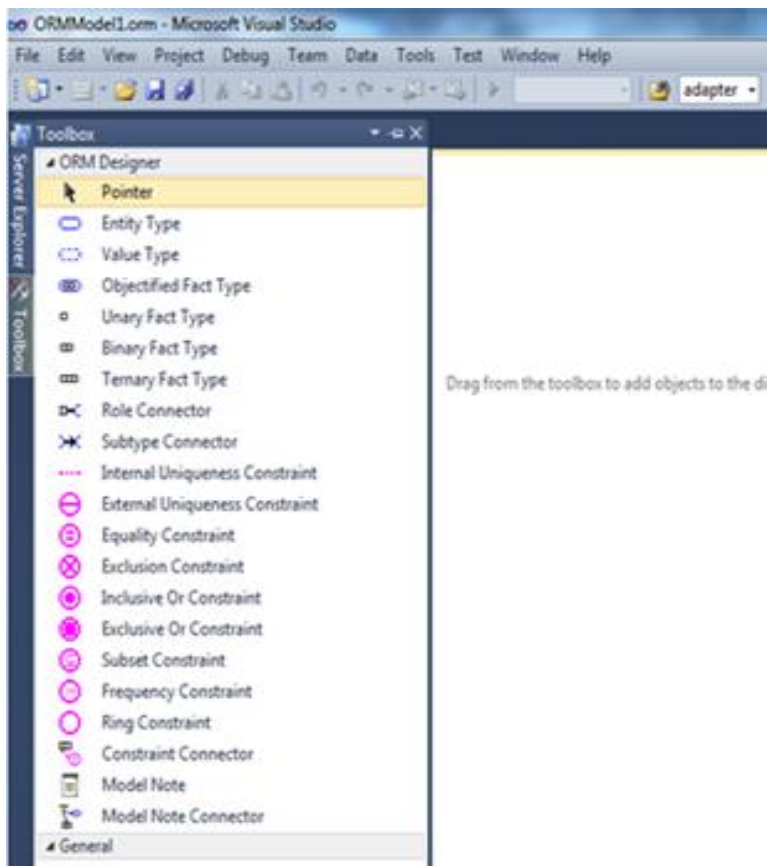 ORMModel1.orm - Microsoft Visual Studio
File Edit View Project Debug Team Data Tools Test Window Help
adapter
Server Explorer
Toolbox
Toolbox
ORM Designer
Pointer
Entity Type
Value Type
Objectified Fact Type
Unary Fact Type
Binary Fact Type
Ternary Fact Type
Role Connector
Subtype Connector
Internal Uniqueness Constraint
External Uniqueness Constraint
Equality Constraint
Exclusion Constraint
Inclusive Or Constraint
Exclusive Or Constraint
Subset Constraint
Frequency Constraint
Ring Constraint
Constraint Connector
Model Note
Model Note Connector
General
Drag from the toolbox to add objects to the di